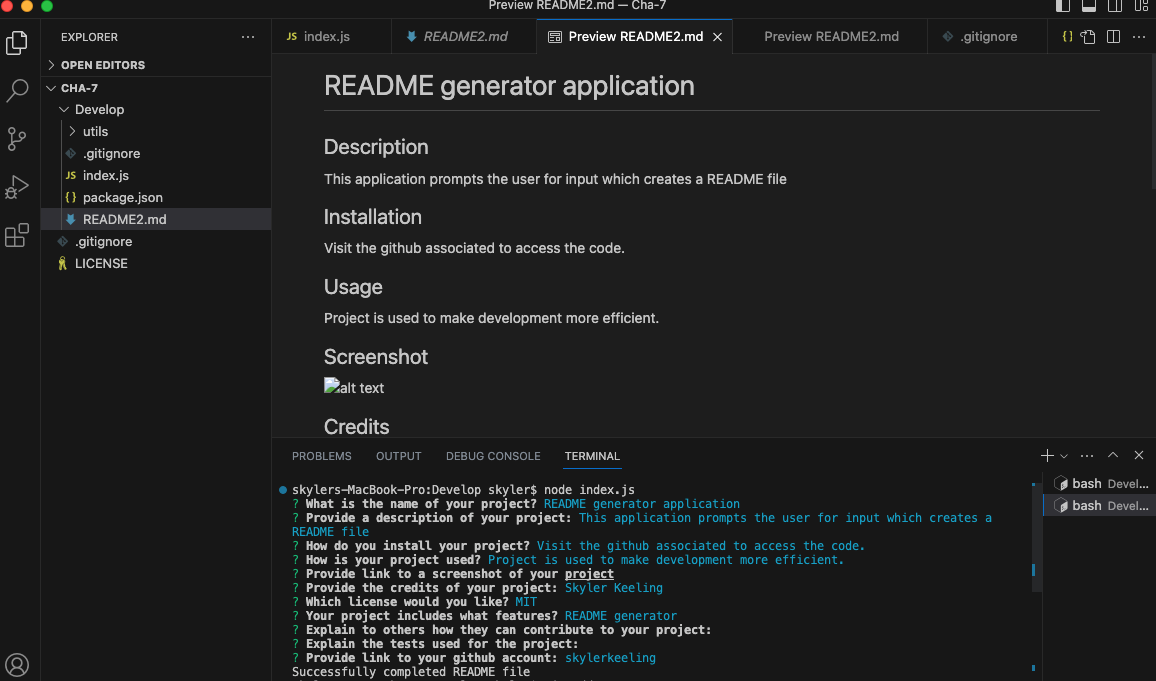 Preview README2.md — Cha-7
EXPLORER
OPEN EDITORS
CHA-7
Develop
utils
.gitignore
JS index.js
{} package.json
README2.md
.gitignore
LICENSE
JS index.js
README2.md
Preview README2.md
Preview README2.md
.gitignore
{}
README generator application
Description
This application prompts the user for input which creates a README file
Installation
Visit the github associated to access the code.
Usage
Project is used to make development more efficient.
Screenshot
alt text
Credits
PROBLEMS OUTPUT DEBUG CONSOLE TERMINAL
skylers-MacBook-Pro:Develop skyler$ node index.js
? What is the name of your project? README generator application
? Provide a description of your project: This application prompts the user for input which creates a
README file
? How do you install your project? Visit the github associated to access the code.
? How is your project used? Project is used to make development more efficient.
? Provide link to a screenshot of your project
? Provide the credits of your project: Skyler Keeling
? Which license would you like? MIT
? Your project includes what features? README generator
? Explain to others how they can contribute to your project:
? Explain the tests used for the project:
? Provide link to your github account: skylerkeeling
Successfully completed README file
bash Devel...
bash Devel...